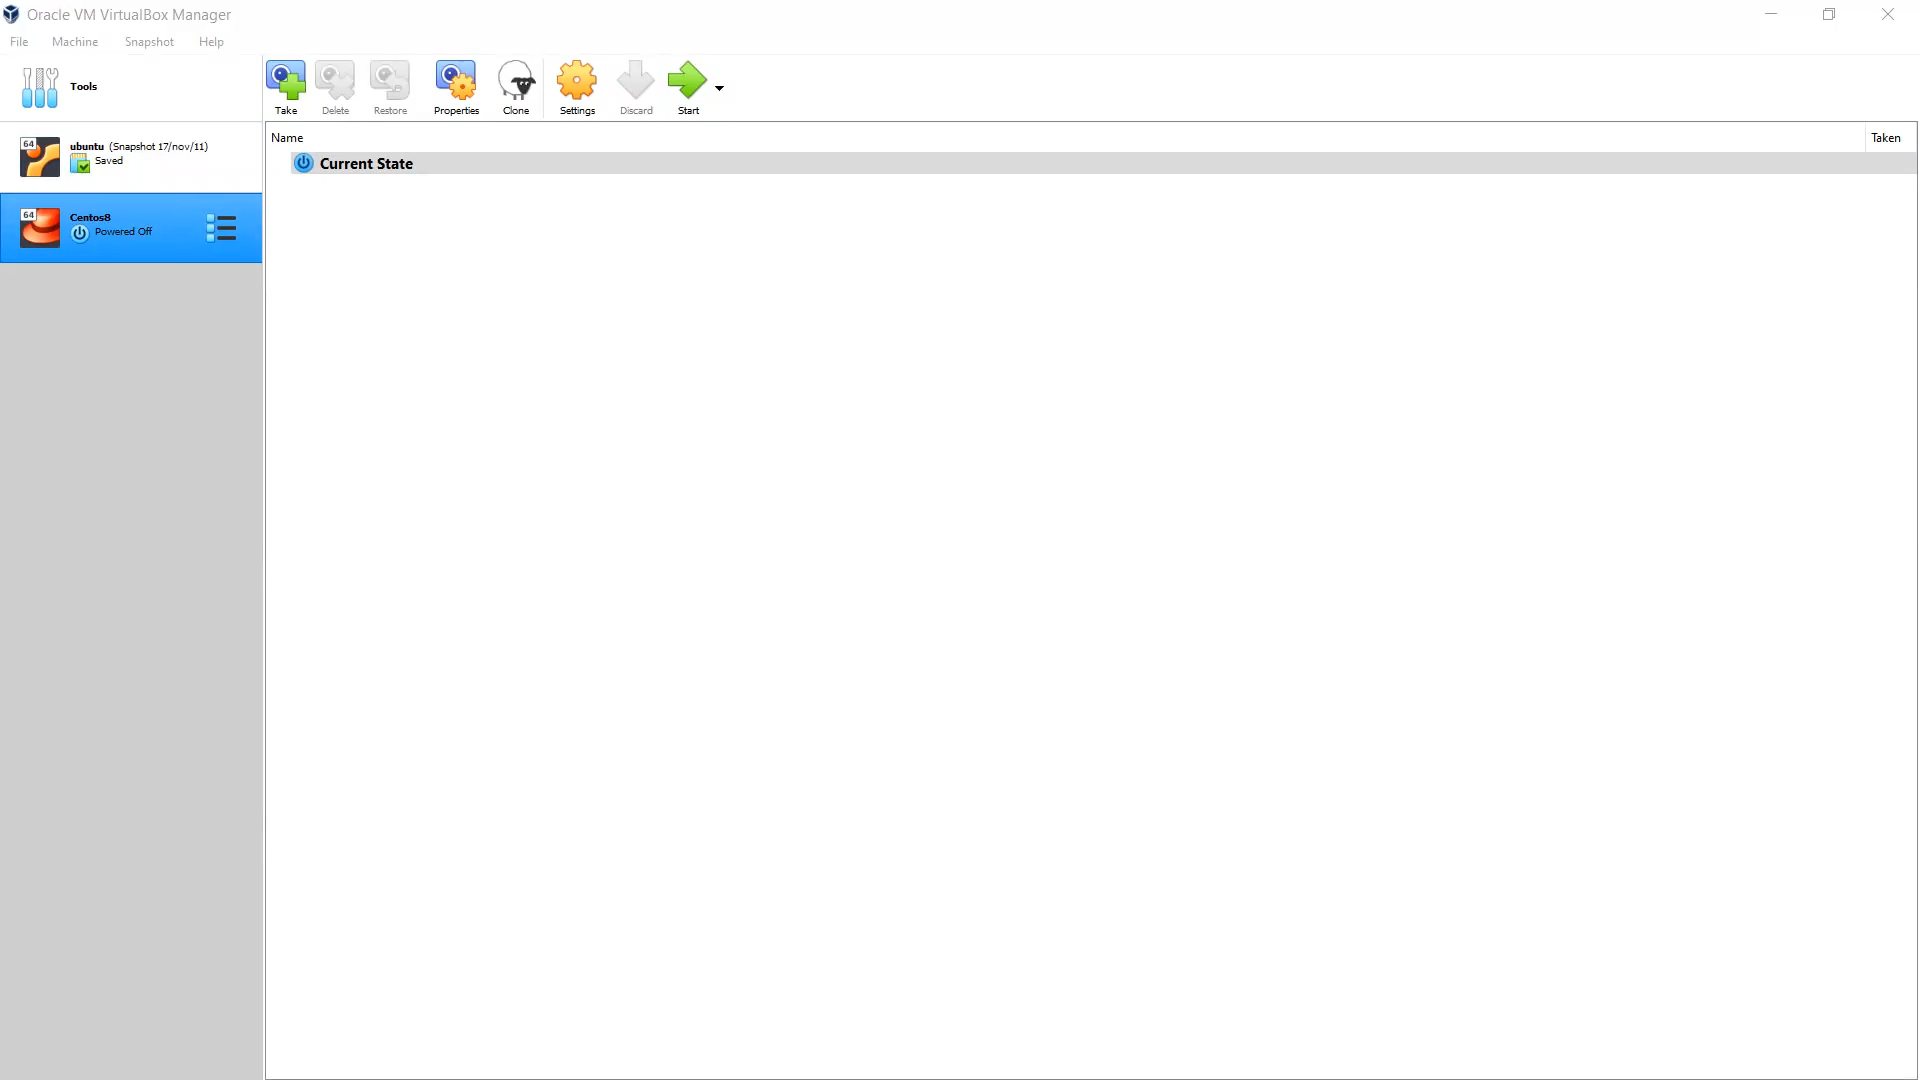 Oracle VM VirtualBox Manager
File Machine Snapshot Help
Tools
Take Delete Restore Properties Clone Settings Discard Start
Name Taken
64 ubuntu (Snapshot 17/nov/11)
Saved
Current State
64 Centos8
Powered Off